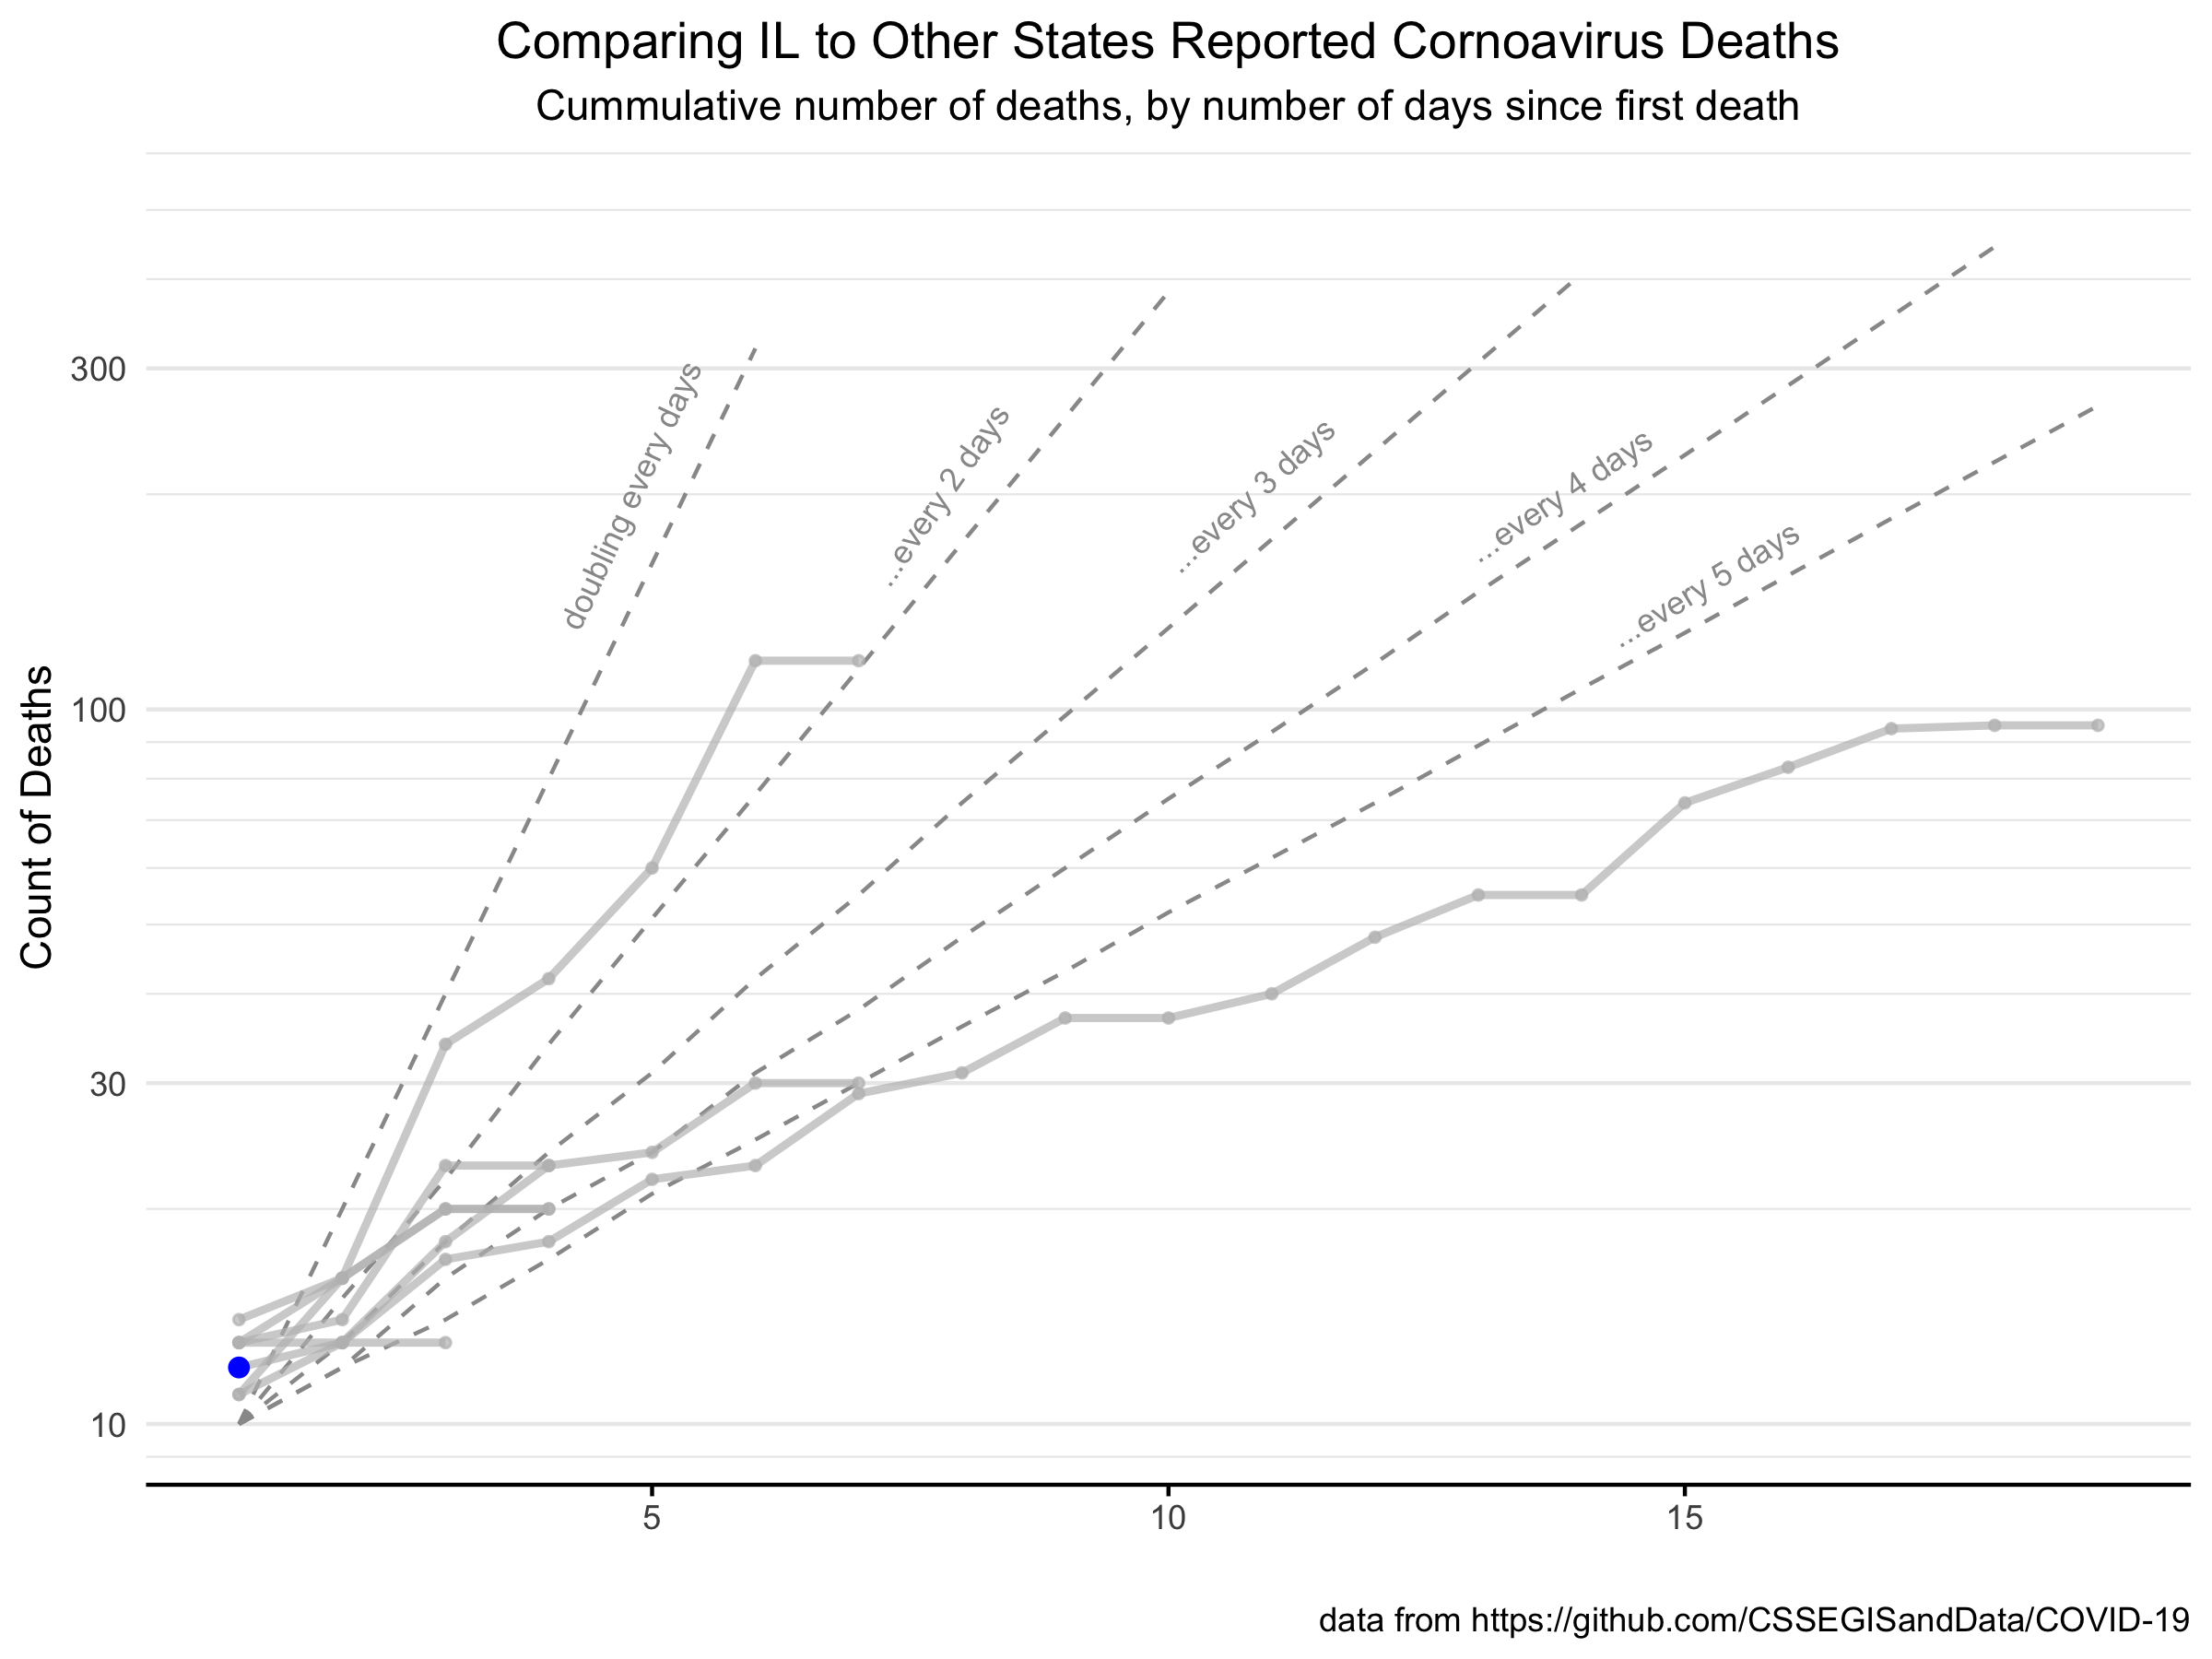 Comparing IL to Other States Reported Cornoavirus Deaths
Cummulative number of deaths, by number of days since first death
Count of Deaths
300
100
30
10
doubling every days
...every 2 days
...every 3 days
...every 4 days
...every 5 days
5
10
15
data from https://github.com/CSSEGISandData/COVID-19